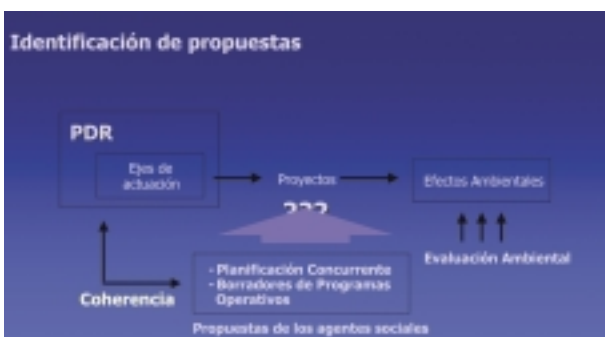 Identificación de propuestas
PDR
Ejes de
actuación
Proyectos
???
Efectos Ambientales
Evaluación Ambiental
- Planificación Concurrente
- Borradores de Programas
Operativos
Coherencia
Propuestas de los agentes sociales